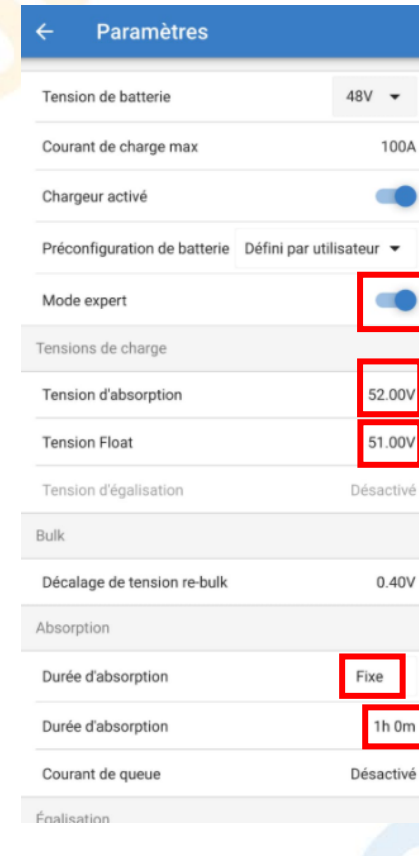 Paramètres
Tension de batterie 48V
Courant de charge max 100A
Chargeur activé
Préconfiguration de batterie Défini par utilisateur
Mode expert
Tensions de charge
Tension d'absorption 52.00V
Tension Float 51.00V
Tension d'égalisation Désactivé
Bulk
Décalage de tension re-bulk 0.40V
Absorption
Durée d'absorption Fixe
Durée d'absorption 1h 0m
Courant de queue Désactivé
Égalisation